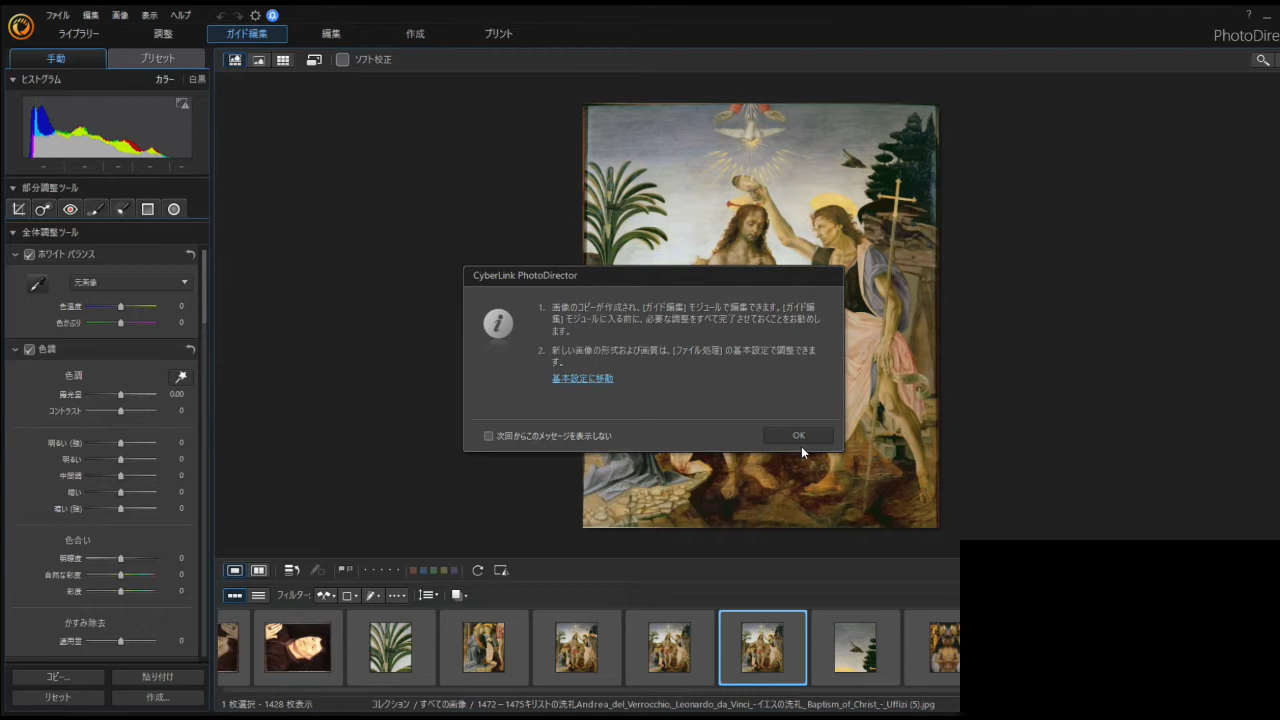 ファイル 編集 画像 表示 ヘルプ
?
ライブラリー 調整 ガイド編集 編集 作成 プリント
PhotoDire
手動 プリセット
ソフト校正
ヒストグラム カラー 白黒
部分調整ツール
全体調整ツール
ホワイト バランス
元画像
色温度 0
色かぶり 0
色調
色調
露光量 0.00
コントラスト 0
明るい (強) 0
明るい 0
中間調 0
暗い 0
暗い (強) 0
色合い
明瞭度 0
自然な彩度 0
彩度 0
かすみ除去
適用量 0
コピー... 貼り付け
リセット 作成...
CyberLink PhotoDirector
1. 画像のコピーが作成され、[ガイド編集] モジュールで編集できます。[ガイド編
集] モジュールに入る前に、必要な調整をすべて完了させておくことをお勧めし
ます。
2. 新しい画像の形式および画質は、[ファイル処理] の基本設定で調整できま
す。
基本設定に移動
次回からこのメッセージを表示しない
OK
フィルター:
1 枚選択 - 1428 枚表示
コレクション / すべての画像 / 1472－1475キリストの洗礼Andrea_del_Verrocchio,_Leonardo_da_Vinci_-イエスの洗礼_Baptism_of_Christ_-_Uffizi (5).jpg